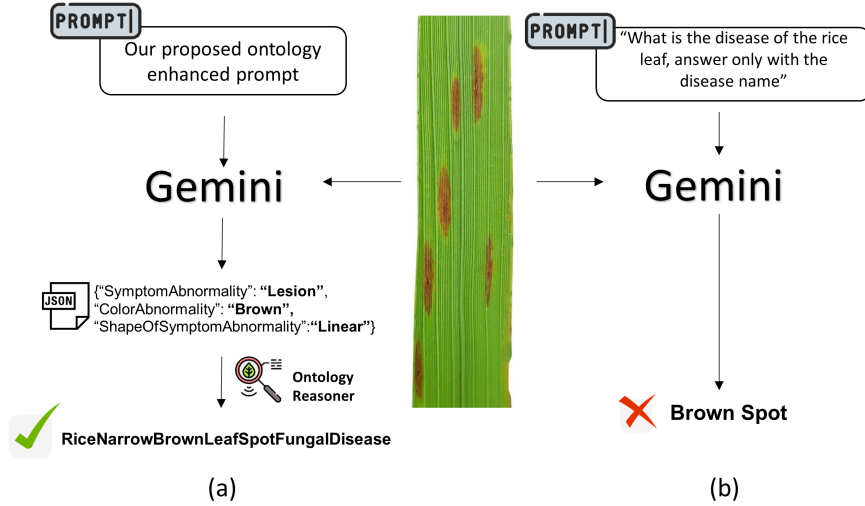 PROMPT
Our proposed ontology
enhanced prompt
Gemini
JSON
{“SymptomAbnormality”: “Lesion”,
“ColorAbnormality”: “Brown”,
“ShapeOfSymptomAbnormality”:“Linear”}
Ontology
Reasoner
RiceNarrowBrownLeafSpotFungalDisease
(a)
PROMPT
“What is the disease of the rice
leaf, answer only with the
disease name”
Gemini
Brown Spot
(b)